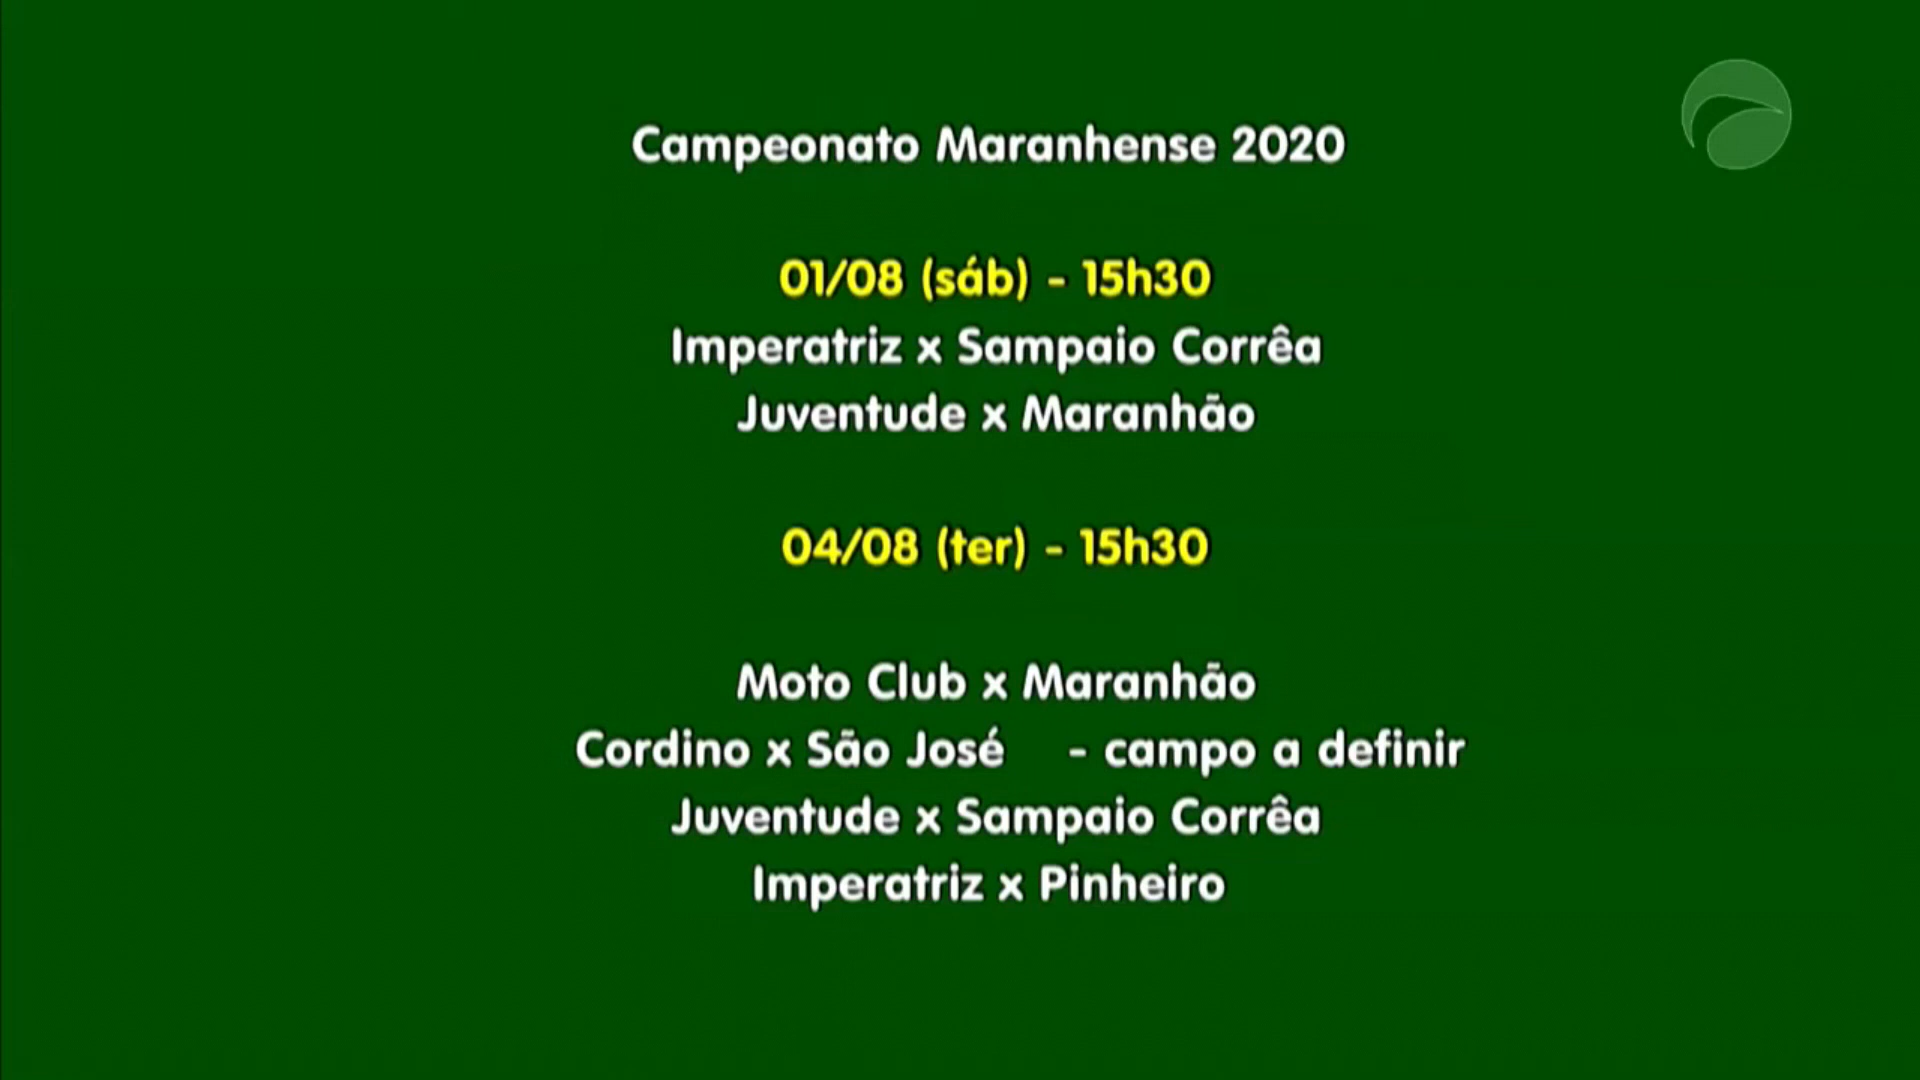 Campeonato Maranhense 2020
01/08 (sáb) - 15h30
Imperatriz x Sampaio Corrêa
Juventude x Maranhão
04/08 (ter) - 15h30
Moto Club x Maranhão
Cordino x São José - campo a definir
Juventude x Sampaio Corrêa
Imperatriz x Pinheiro